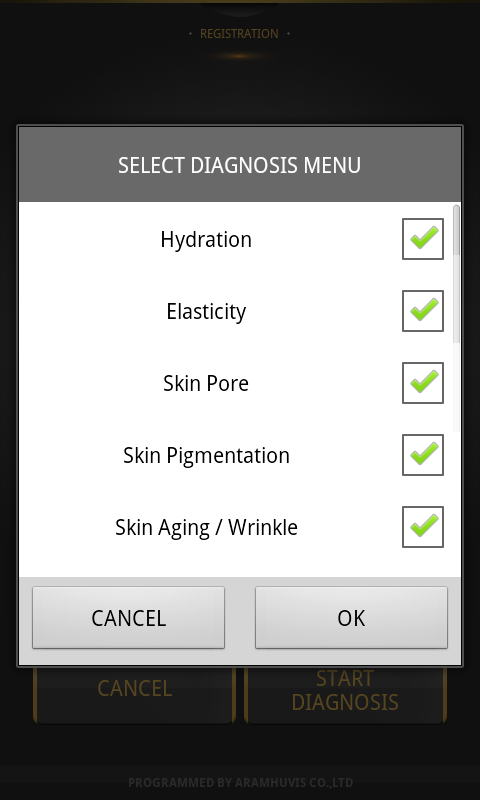 · REGISTRATION ·
SELECT DIAGNOSIS MENU
Hydration
Elasticity
Skin Pore
Skin Pigmentation
Skin Aging / Wrinkle
CANCEL
OK
CANCEL
START
DIAGNOSIS
PROGRAMMED BY ARAMHUVIS CO.,LTD